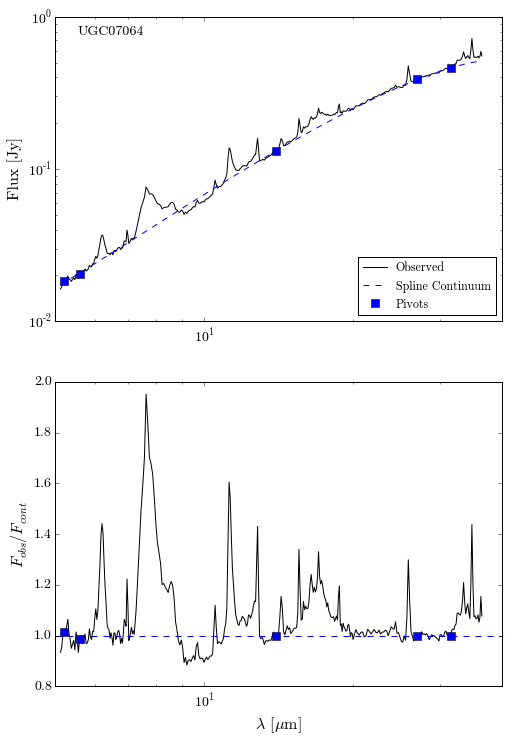 UGC07064
Flux [Jy]
10^0
10^-1
10^-2
10^1
Observed
Spline Continuum
Pivots
F_obs/F_cont
2.0
1.8
1.6
1.4
1.2
1.0
0.8
10^1
λ [μm]